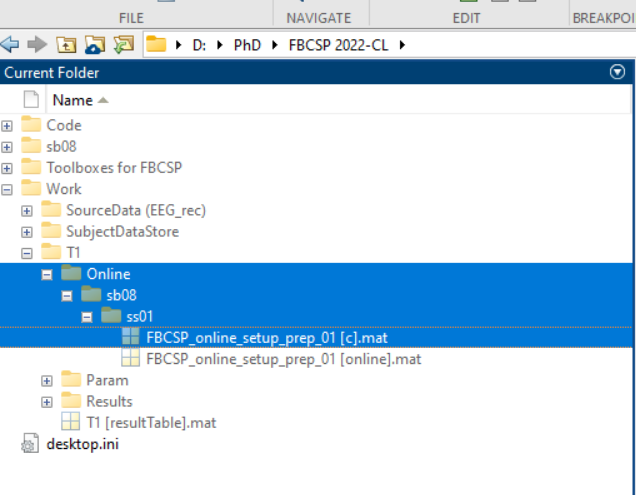 FILE NAVIGATE EDIT BREAKPOI
D: PhD FBCSP 2022-CL
Current Folder
Name
Code
sb08
Toolboxes for FBCSP
Work
SourceData (EEG_rec)
SubjectDataStore
T1
Online
sb08
ss01
FBCSP_online_setup_prep_01 [c].mat
FBCSP_online_setup_prep_01 [online].mat
Param
Results
T1 [resultTable].mat
desktop.ini